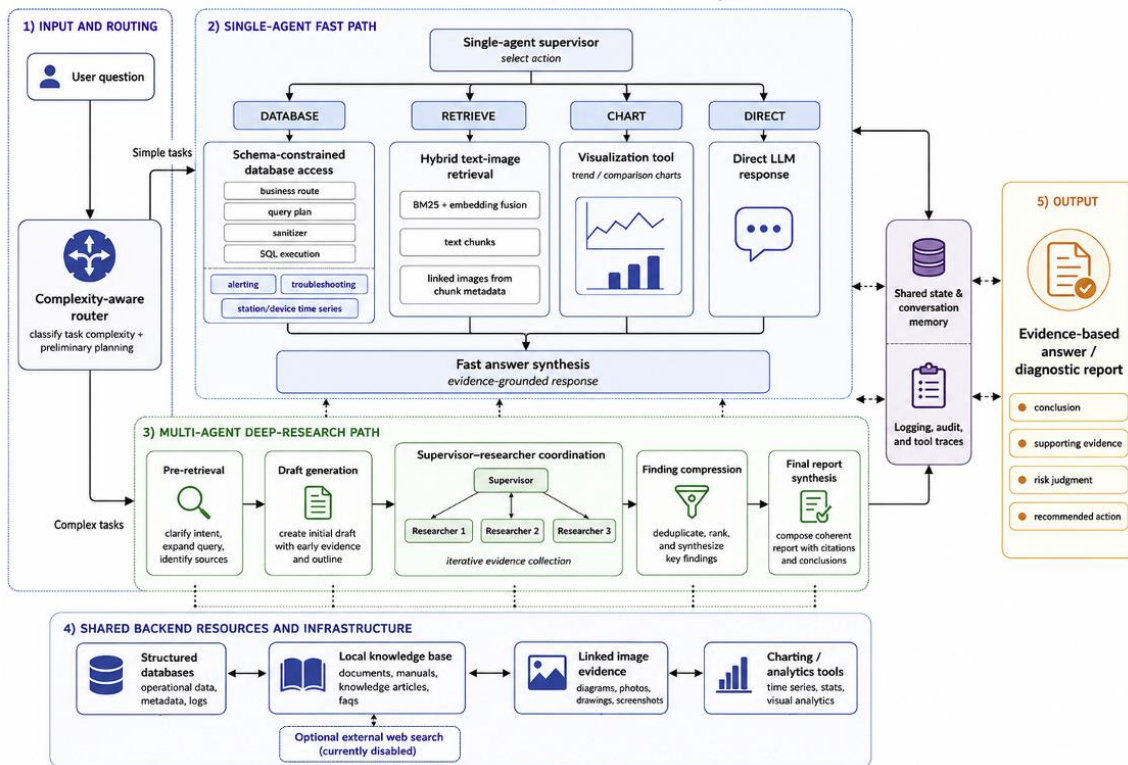 1) INPUT AND ROUTING
User question
Simple tasks
Complexity-aware
router
classify task complexity +
preliminary planning
Complex tasks
2) SINGLE-AGENT FAST PATH
Single-agent supervisor
select action
DATABASE
Schema-constrained
database access
business route
query plan
sanitizer
SQL execution
alerting
troubleshooting
station/device time series
RETRIEVE
Hybrid text-image
retrieval
BM25 + embedding fusion
text chunks
linked images from
chunk metadata
CHART
Visualization tool
trend / comparison charts
DIRECT
Direct LLM
response
Fast answer synthesis
evidence-grounded response
3) MULTI-AGENT DEEP-RESEARCH PATH
Pre-retrieval
clarify intent,
expand query,
identify sources
Draft generation
create initial draft
with early evidence
and outline
Supervisor–researcher coordination
Supervisor
Researcher 1
Researcher 2
Researcher 3
iterative evidence collection
Finding compression
deduplicate, rank,
and synthesize
key findings
Final report
synthesis
compose coherent
report with citations
and conclusions
Shared state &
conversation
memory
Logging, audit,
and tool traces
5) OUTPUT
Evidence-based
answer /
diagnostic report
conclusion
supporting evidence
risk judgment
recommended action
4) SHARED BACKEND RESOURCES AND INFRASTRUCTURE
Structured
databases
operational data,
metadata, logs
Local knowledge base
documents, manuals,
knowledge articles,
faqs
Linked image
evidence
diagrams, photos,
drawings, screenshots
Charting /
analytics tools
time series, stats,
visual analytics
Optional external web search
(currently disabled)